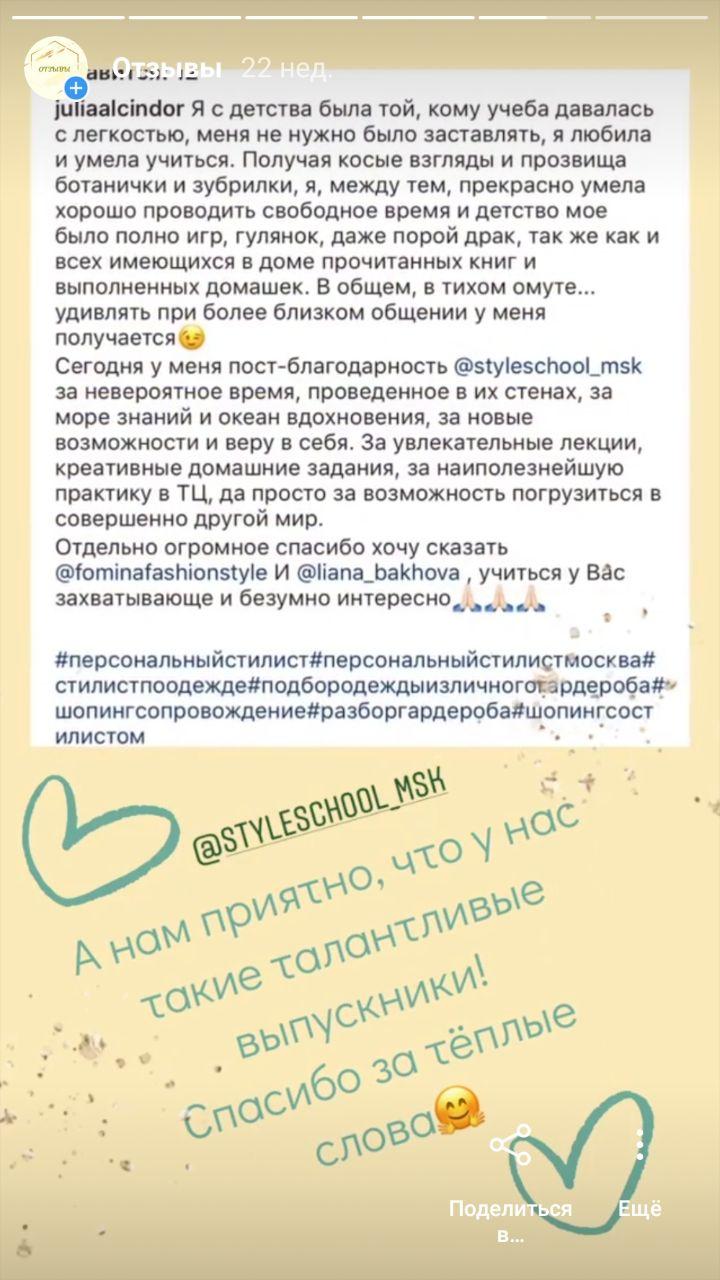 Отзывы 22 нед.
ОТЗЫВЫ
juliaalcindor Я с детства была той, кому учеба давалась
с легкостью, меня не нужно было заставлять, я любила
и умела учиться. Получая косые взгляды и прозвища
ботанички и зубрилки, я, между тем, прекрасно умела
хорошо проводить свободное время и детство мое
было полно игр, гулянок, даже порой драк, так же как и
всех имеющихся в доме прочитанных книг и
выполненных домашек. В общем, в тихом омуте...
удивлять при более близком общении у меня
получается😉
Сегодня у меня пост-благодарность @styleschool_msk
за невероятное время, проведенное в их стенах, за
море знаний и океан вдохновения, за новые
возможности и веру в себя. За увлекательные лекции,
креативные домашние задания, за наиполезнейшую
практику в ТЦ, да просто за возможность погрузиться в
совершенно другой мир.
Отдельно огромное спасибо хочу сказать
@fominafashionstyle И @liana_bakhova , учиться у Вас
захватывающе и безумно интересно🙏🏻🙏🏻🙏🏻
#персональныйстилист#персональныйстилистмосква#
стилистпоодежде#подбородеждыизличногогардероба#
шопингсопровождение#разборгардероба#шопингсост
илистом
@STYLESCHOOL_MSK
А нам приятно, что у нас
такие талантливые
выпускники!
Спасибо за тёплые
слова🤗
Поделиться
в...
Ещё